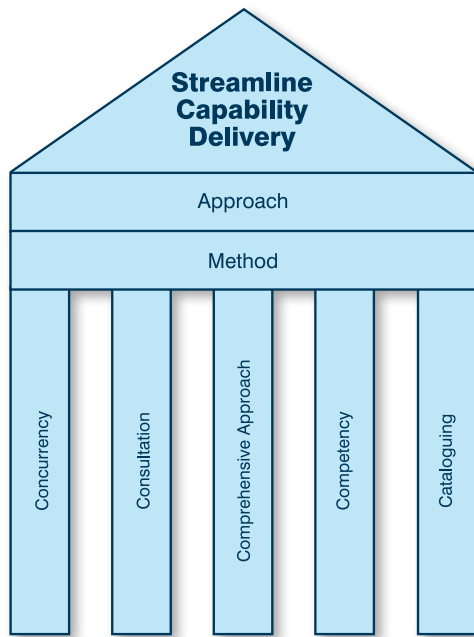 Streamline
Capability
Delivery
Approach
Method
Concurrency
Consultation
Comprehensive Approach
Competency
Cataloguing